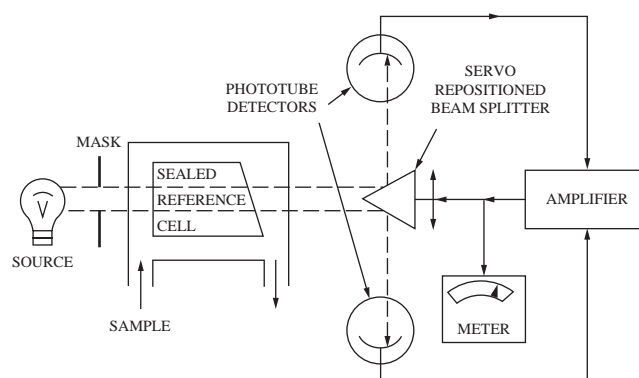 PHOTOTUBE
DETECTORS
SERVO
REPOSITIONED
BEAM SPLITTER
MASK
SEALED
REFERENCE
CELL
AMPLIFIER
SOURCE
SAMPLE
METER